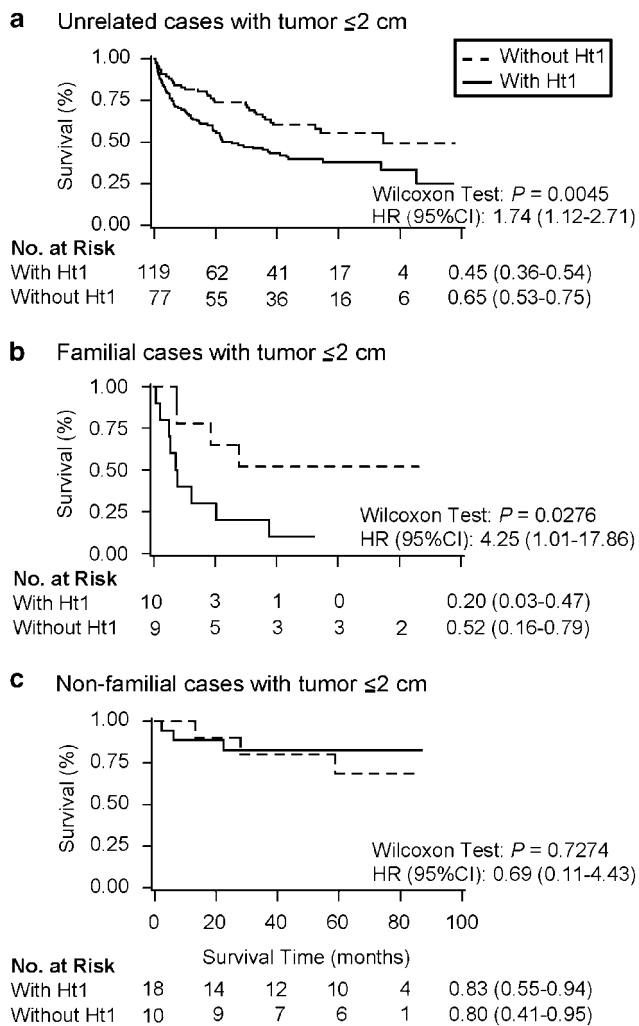 a Unrelated cases with tumor ≤2 cm
Without Ht1
With Ht1
Survival (%)
1.00
0.75
0.50
0.25
0.00
Wilcoxon Test: P = 0.0045
HR (95%CI): 1.74 (1.12-2.71)
No. at Risk
With Ht1 119 62 41 17 4 0.45 (0.36-0.54)
Without Ht1 77 55 36 16 6 0.65 (0.53-0.75)
b Familial cases with tumor ≤2 cm
Survival (%)
1.00
0.75
0.50
0.25
0.00
Wilcoxon Test: P = 0.0276
HR (95%CI): 4.25 (1.01-17.86)
No. at Risk
With Ht1 10 3 1 0 0.20 (0.03-0.47)
Without Ht1 9 5 3 3 2 0.52 (0.16-0.79)
c Non-familial cases with tumor ≤2 cm
Survival (%)
1.00
0.75
0.50
0.25
0.00
Wilcoxon Test: P = 0.7274
HR (95%CI): 0.69 (0.11-4.43)
0 20 40 60 80 100
Survival Time (months)
No. at Risk
With Ht1 18 14 12 10 4 0.83 (0.55-0.94)
Without Ht1 10 9 7 6 1 0.80 (0.41-0.95)